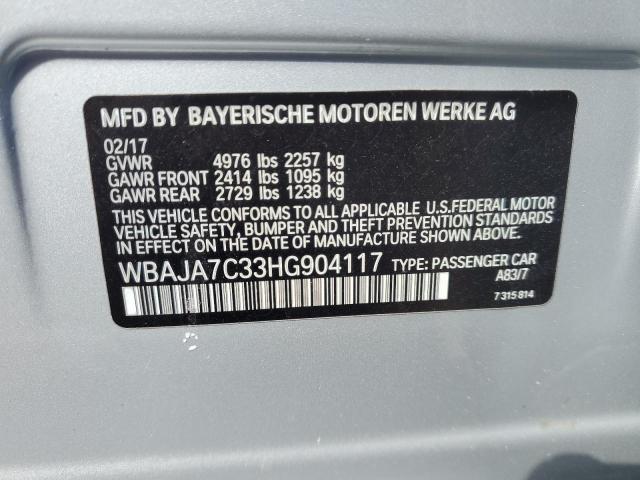 MFD BY BAYERISCHE MOTOREN WERKE AG
02/17
GVWR 4976 lbs 2257 kg
GAWR FRONT 2414 lbs 1095 kg
GAWR REAR 2729 lbs 1238 kg
THIS VEHICLE CONFORMS TO ALL APPLICABLE U.S.FEDERAL MOTOR
VEHICLE SAFETY, BUMPER AND THEFT PREVENTION STANDARDS
IN EFFECT ON THE DATE OF MANUFACTURE SHOWN ABOVE.
WBAJA7C33HG904117 TYPE: PASSENGER CAR
A83/7
7315814